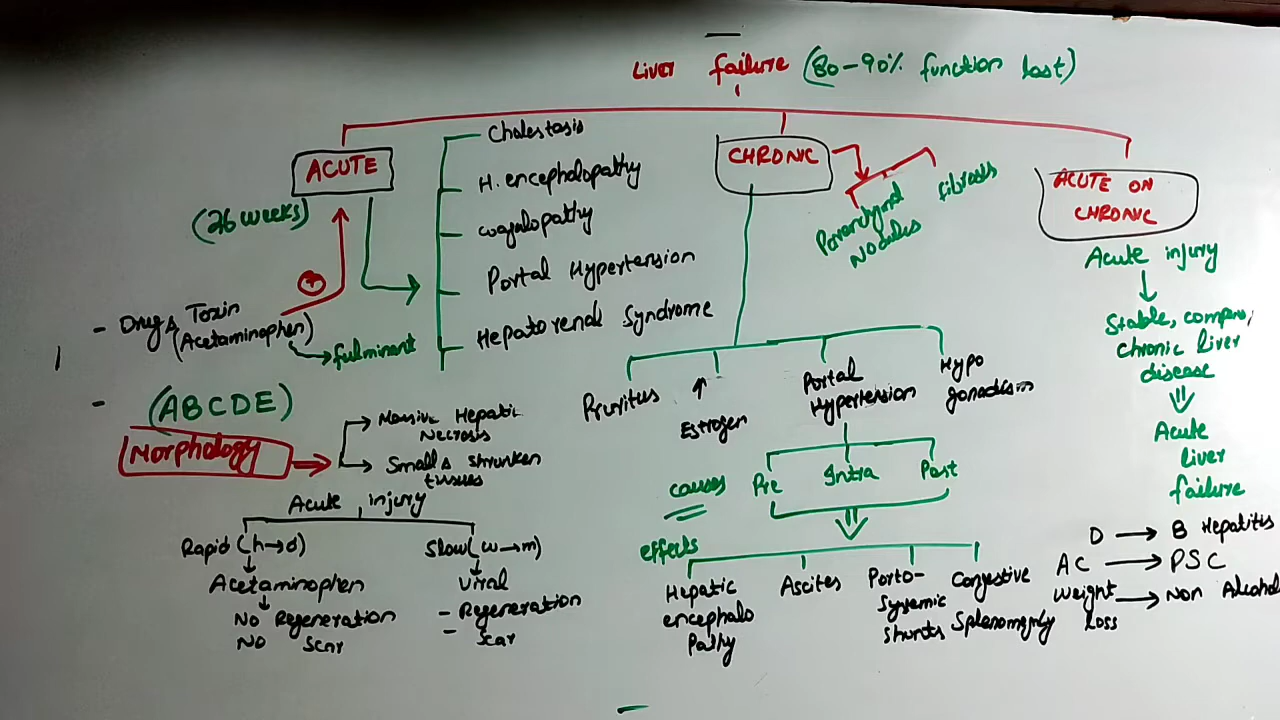 Liver failure (80-90% function lost)
ACUTE
(26 weeks)
- Drugs Toxin
(Acetaminophen)
→ fulminant
- (ABCDE)
Cholestasis
H. encephalopathy
coagulopathy
Portal Hypertension
Hepatorenal Syndrome
Morphology
→ Massive Hepatic
Necrosis
→ Small & shrunken
tissues
Acute injury
Rapid (h→d)
Acetaminophen
No Regeneration
No Scar
Slow (w→m)
Viral
- Regeneration
- Scar
CHRONIC
Parenchymal
Nodules
fibrosis
Pruritus
↑
Estrogen
Portal
Hypertension
Hypo
gonadism
causes
Pre
Intra
Post
effects
Hepatic
encephalo
Pathy
Ascites
Porto-
Systemic
Shunts
Congestive
Splenomegaly
ACUTE ON
CHRONIC
Acute injury
Stable, compen,
chronic liver
disease
Acute
liver
failure
D → B Hepatitis
AC → PSC
Weight → Non Alcohol
Loss